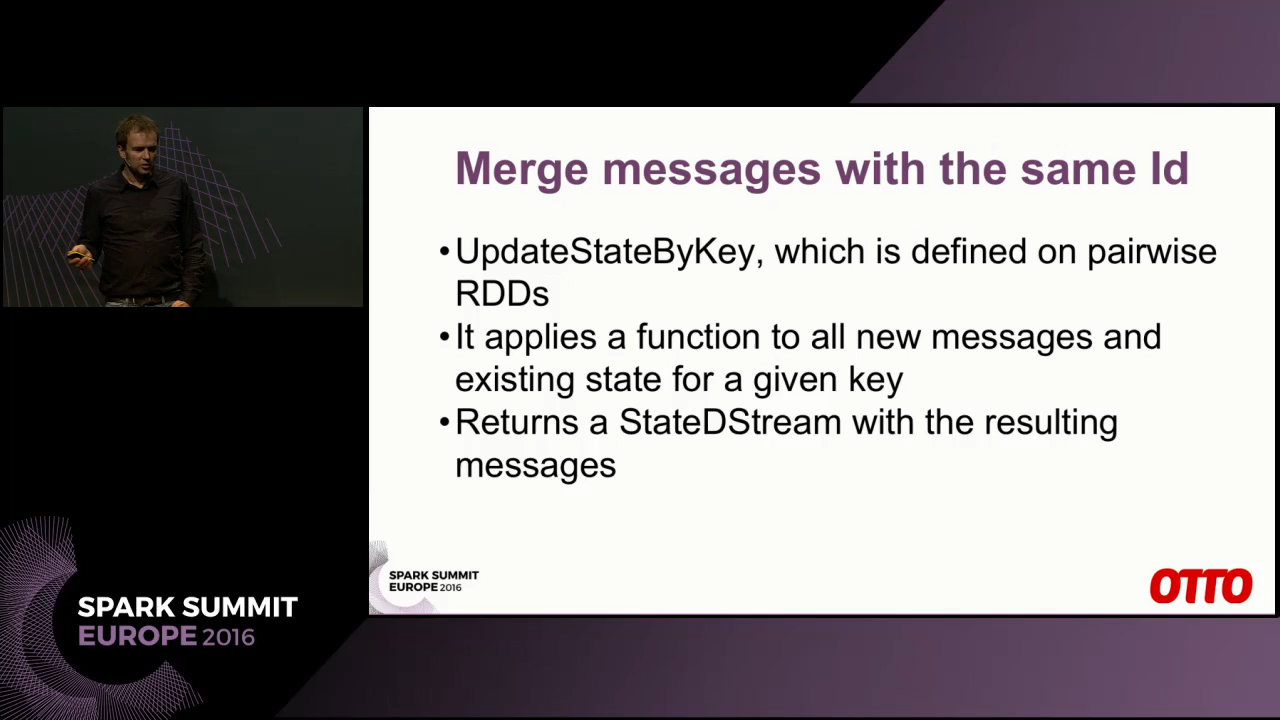 Merge messages with the same Id
•UpdateStateByKey, which is defined on pairwise
RDDs
•It applies a function to all new messages and
existing state for a given key
•Returns a StateDStream with the resulting
messages
SPARK SUMMIT
EUROPE 2016
OTTO
SPARK SUMMIT
EUROPE 2016